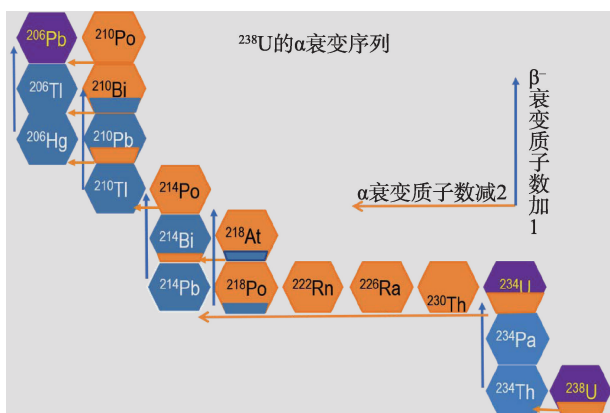 ²⁰⁶Pb ²¹⁰Po
²³⁸U的α衰变序列
²⁰⁶Tl ²¹⁰Bi
²⁰⁶Hg ²¹⁰Pb
²¹⁰Tl ²¹⁴Po
α衰变质子数减2
β⁻衰变质子数加1
²¹⁴Bi ²¹⁸At
²¹⁴Pb ²¹⁸Po ²²²Rn ²²⁶Ra ²³⁰Th ²³⁴U
²³⁴Pa
²³⁴Th ²³⁸U